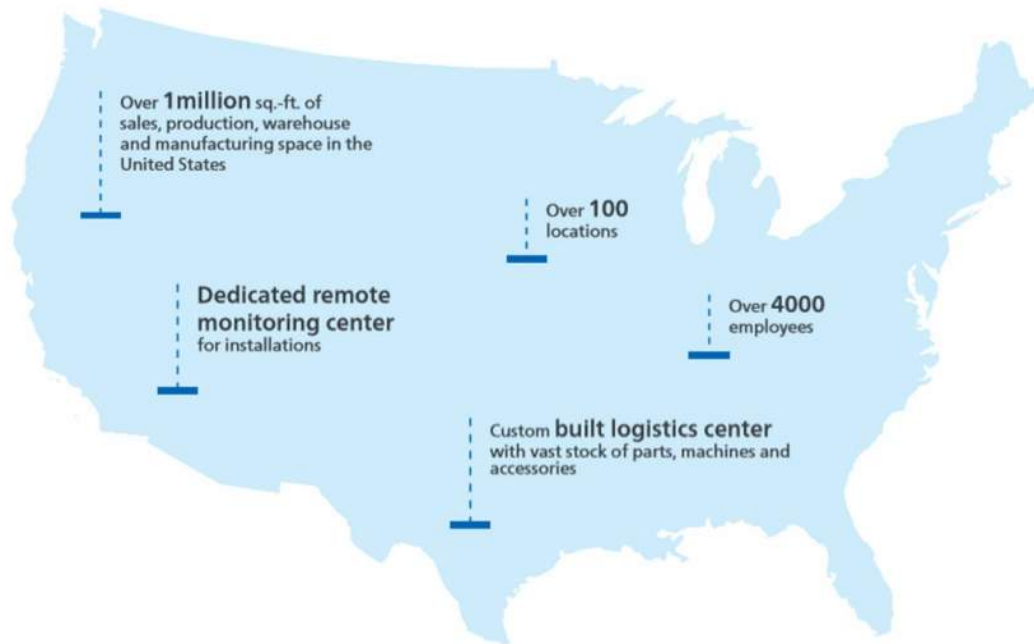 Over 1million sq.-ft. of
sales, production, warehouse
and manufacturing space in the
United States
Over 100
locations
Dedicated remote
monitoring center
for installations
Over 4000
employees
Custom built logistics center
with vast stock of parts, machines and
accessories